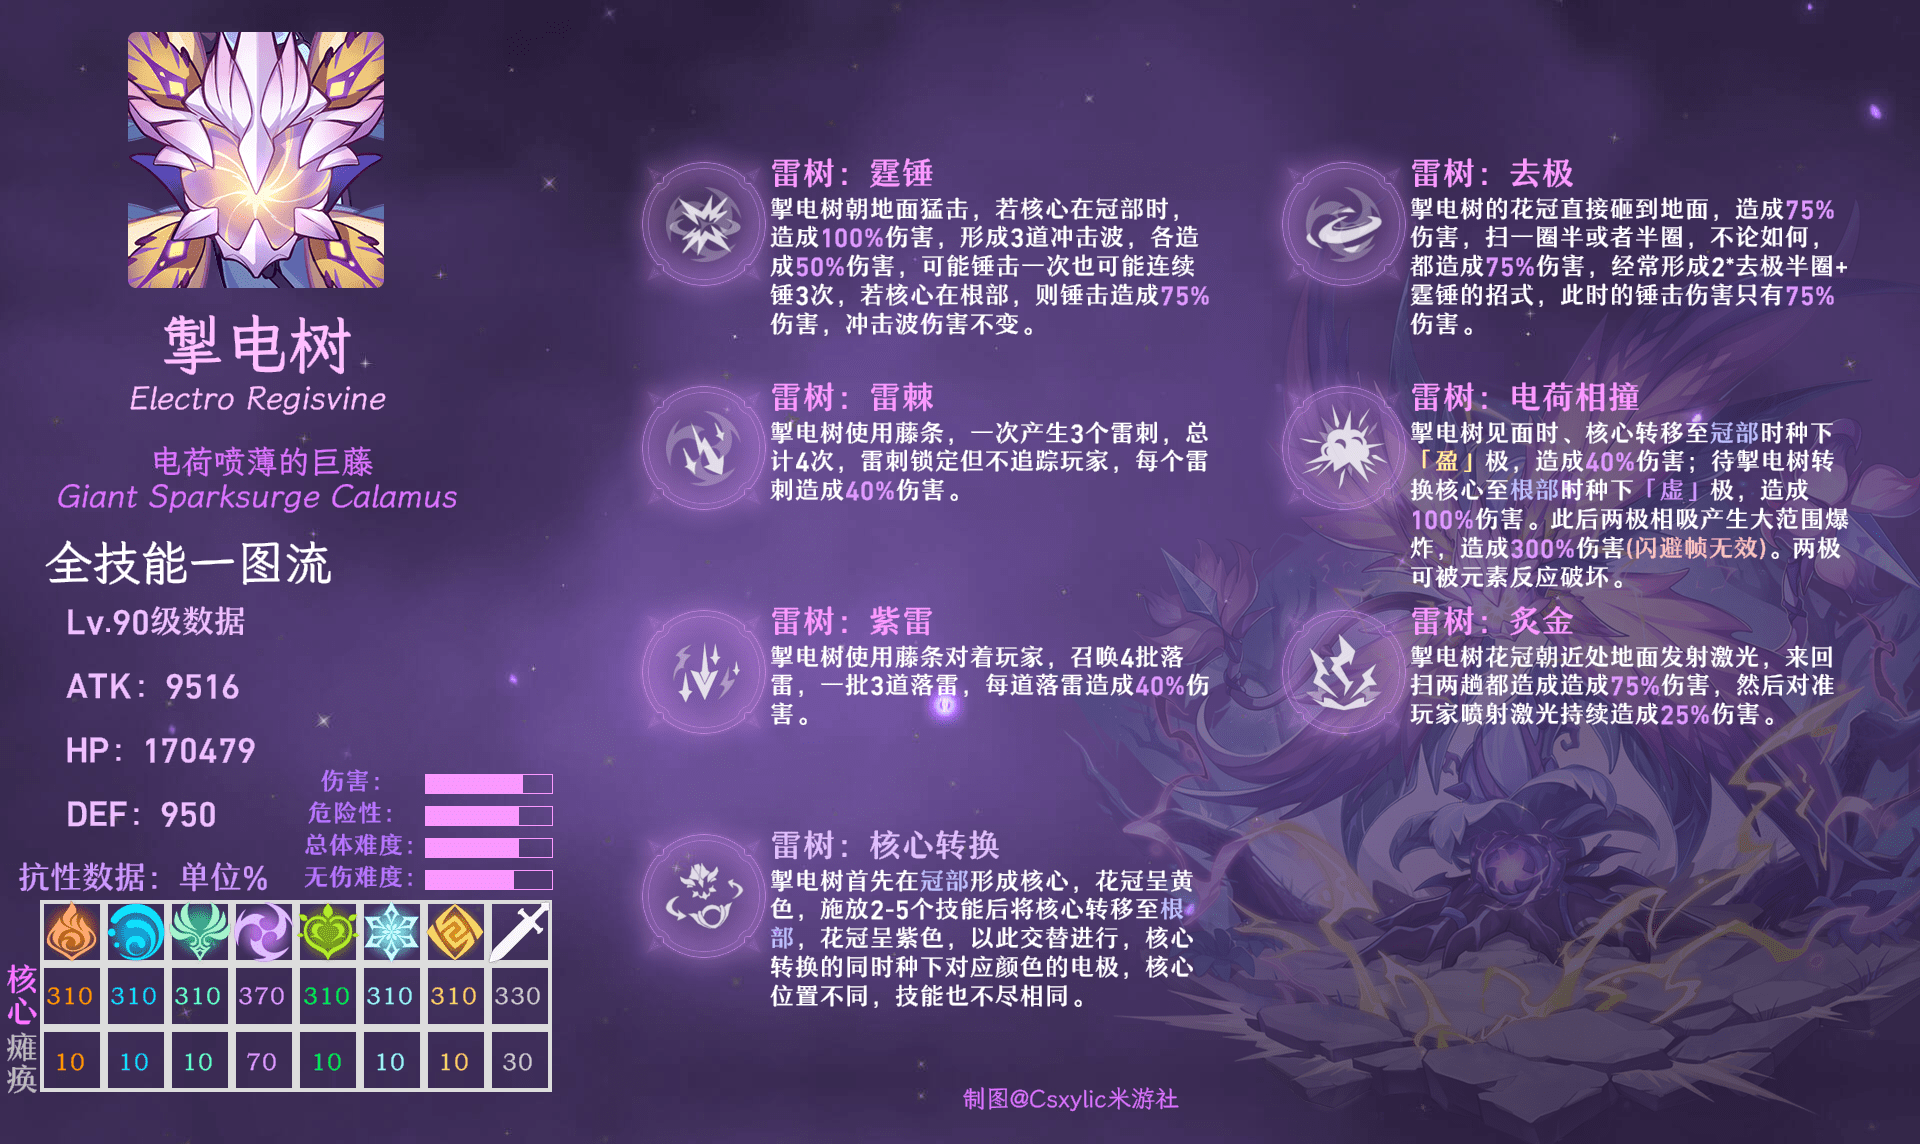 掣电树
Electro Regisvine
电荷喷薄的巨藤
Giant Sparksurge Calamus
全技能一图流
Lv.90级数据
ATK：9516
HP：170479
DEF：950
伤害：
危险性：
总体难度：
无伤难度：
抗性数据：单位%
核心 310 310 310 370 310 310 310 330
瘫痪 10 10 10 70 10 10 10 30
雷树：霆锤
掣电树朝地面猛击，若核心在冠部时，
造成100%伤害，形成3道冲击波，各造
成50%伤害，可能锤击一次也可能连续
锤3次，若核心在根部，则锤击造成75%
伤害，冲击波伤害不变。
雷树：雷棘
掣电树使用藤条，一次产生3个雷刺，总
计4次，雷刺锁定但不追踪玩家，每个雷
刺造成40%伤害。
雷树：紫雷
掣电树使用藤条对着玩家，召唤4批落
雷，一批3道落雷，每道落雷造成40%伤
害。
雷树：核心转换
掣电树首先在冠部形成核心，花冠呈黄
色，施放2-5个技能后将核心转移至根
部，花冠呈紫色，以此交替进行，核心
转换的同时种下对应颜色的电极，核心
位置不同，技能也不尽相同。
雷树：去极
掣电树的花冠直接砸到地面，造成75%
伤害，扫一圈半或者半圈，不论如何，
都造成75%伤害，经常形成2*去极半圈+
霆锤的招式，此时的锤击伤害只有75%
伤害。
雷树：电荷相撞
掣电树见面时、核心转移至冠部时种下
「盈」极，造成40%伤害；待掣电树转
换核心至根部时种下「虚」极，造成
100%伤害。此后两极相吸产生大范围爆
炸，造成300%伤害(闪避帧无效)。两极
可被元素反应破坏。
雷树：炙金
掣电树花冠朝近处地面发射激光，来回
扫两趟都造成造成75%伤害，然后对准
玩家喷射激光持续造成25%伤害。
制图@Csxylic米游社